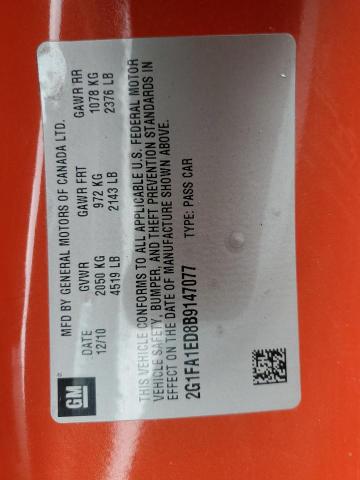 MFD BY GENERAL MOTORS OF CANADA LTD.
DATE GVWR GAWR FRT GAWR RR
12/10 2050 KG 972 KG 1078 KG
4519 LB 2143 LB 2376 LB
THIS VEHICLE CONFORMS TO ALL APPLICABLE U.S. FEDERAL MOTOR
VEHICLE SAFETY, BUMPER, AND THEFT PREVENTION STANDARDS IN
EFFECT ON THE DATE OF MANUFACTURE SHOWN ABOVE.
2G1FA1ED8B9147077 TYPE: PASS CAR
GM